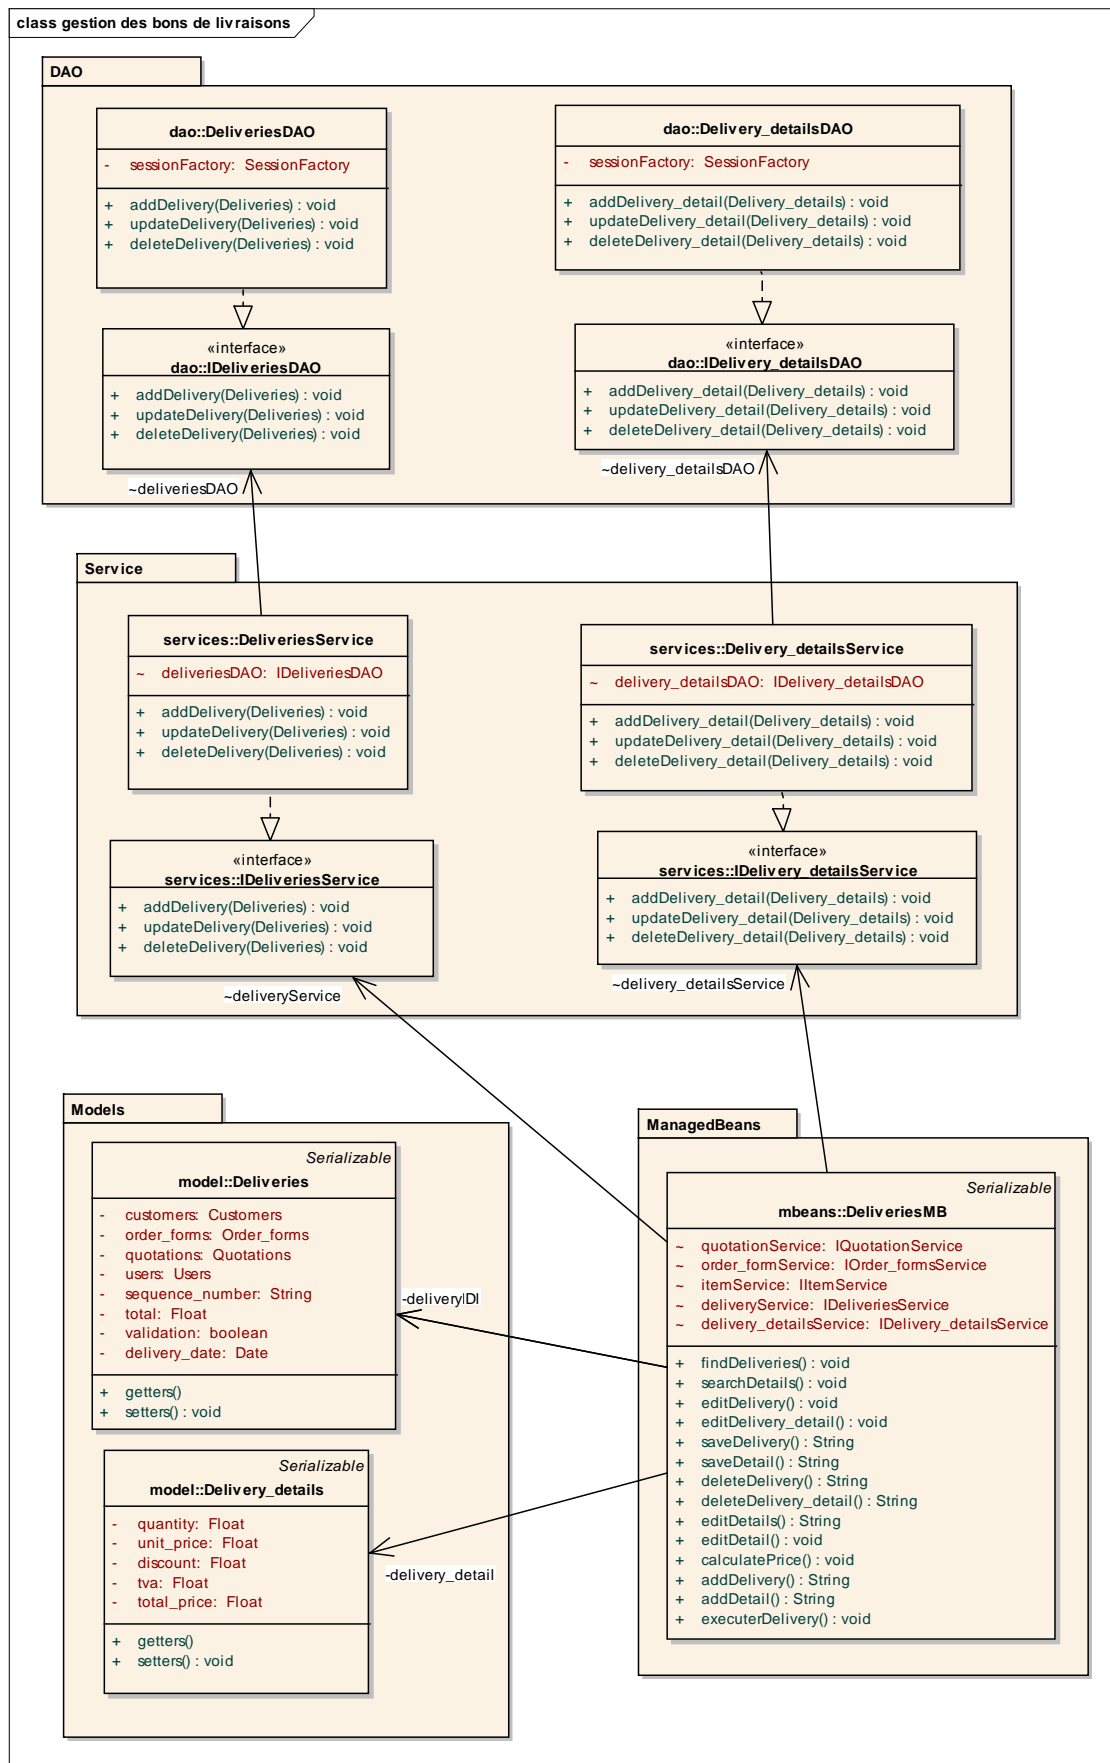 class gestion des bons de livraisons
DAO
dao::DeliveriesDAO
- sessionFactory: SessionFactory
+ addDelivery(Deliveries) : void
+ updateDelivery(Deliveries) : void
+ deleteDelivery(Deliveries) : void
dao::Delivery_detailsDAO
- sessionFactory: SessionFactory
+ addDelivery_detail(Delivery_details) : void
+ updateDelivery_detail(Delivery_details) : void
+ deleteDelivery_detail(Delivery_details) : void
«interface»
dao::IDeliveriesDAO
+ addDelivery(Deliveries) : void
+ updateDelivery(Deliveries) : void
+ deleteDelivery(Deliveries) : void
«interface»
dao::IDelivery_detailsDAO
+ addDelivery_detail(Delivery_details) : void
+ updateDelivery_detail(Delivery_details) : void
+ deleteDelivery_detail(Delivery_details) : void
~deliveriesDAO
~delivery_detailsDAO
Service
services::DeliveriesService
~ deliveriesDAO: IDeliveriesDAO
+ addDelivery(Deliveries) : void
+ updateDelivery(Deliveries) : void
+ deleteDelivery(Deliveries) : void
services::Delivery_detailsService
~ delivery_detailsDAO: IDelivery_detailsDAO
+ addDelivery_detail(Delivery_details) : void
+ updateDelivery_detail(Delivery_details) : void
+ deleteDelivery_detail(Delivery_details) : void
«interface»
services::IDeliveriesService
+ addDelivery(Deliveries) : void
+ updateDelivery(Deliveries) : void
+ deleteDelivery(Deliveries) : void
«interface»
services::IDelivery_detailsService
+ addDelivery_detail(Delivery_details) : void
+ updateDelivery_detail(Delivery_details) : void
+ deleteDelivery_detail(Delivery_details) : void
~deliveryService
~delivery_detailsService
Models
Serializable
model::Deliveries
- customers: Customers
- order_forms: Order_forms
- quotations: Quotations
- users: Users
- sequence_number: String
- total: Float
- validation: boolean
- delivery_date: Date
+ getters()
+ setters() : void
Serializable
model::Delivery_details
- quantity: Float
- unit_price: Float
- discount: Float
- tva: Float
- total_price: Float
+ getters()
+ setters() : void
-delivery|DI
-delivery_detail
ManagedBeans
Serializable
mbeans::DeliveriesMB
~ quotationService: IQuotationService
~ order_formService: IOrder_formsService
~ itemService: IItemService
~ deliveryService: IDeliveriesService
~ delivery_detailsService: IDelivery_detailsService
+ findDeliveries() : void
+ searchDetails() : void
+ editDelivery() : void
+ editDelivery_detail() : void
+ saveDelivery() : String
+ saveDetail() : String
+ deleteDelivery() : String
+ deleteDelivery_detail() : String
+ editDetails() : String
+ editDetail() : void
+ calculatePrice() : void
+ addDelivery() : String
+ addDetail() : String
+ executerDelivery() : void